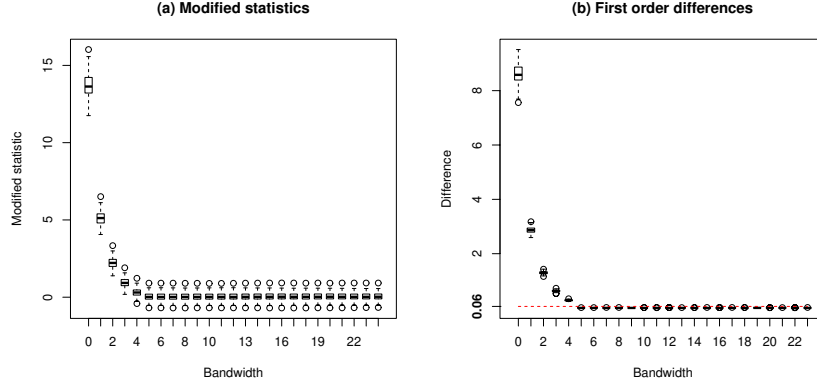 (a) Modified statistics
(b) First order differences
Modified statistic
15
10
5
0
0 2 4 6 8 10 13 16 19 22
Bandwidth
Difference
8
6
4
2
0.06
0 2 4 6 8 10 12 14 16 18 20 22
Bandwidth